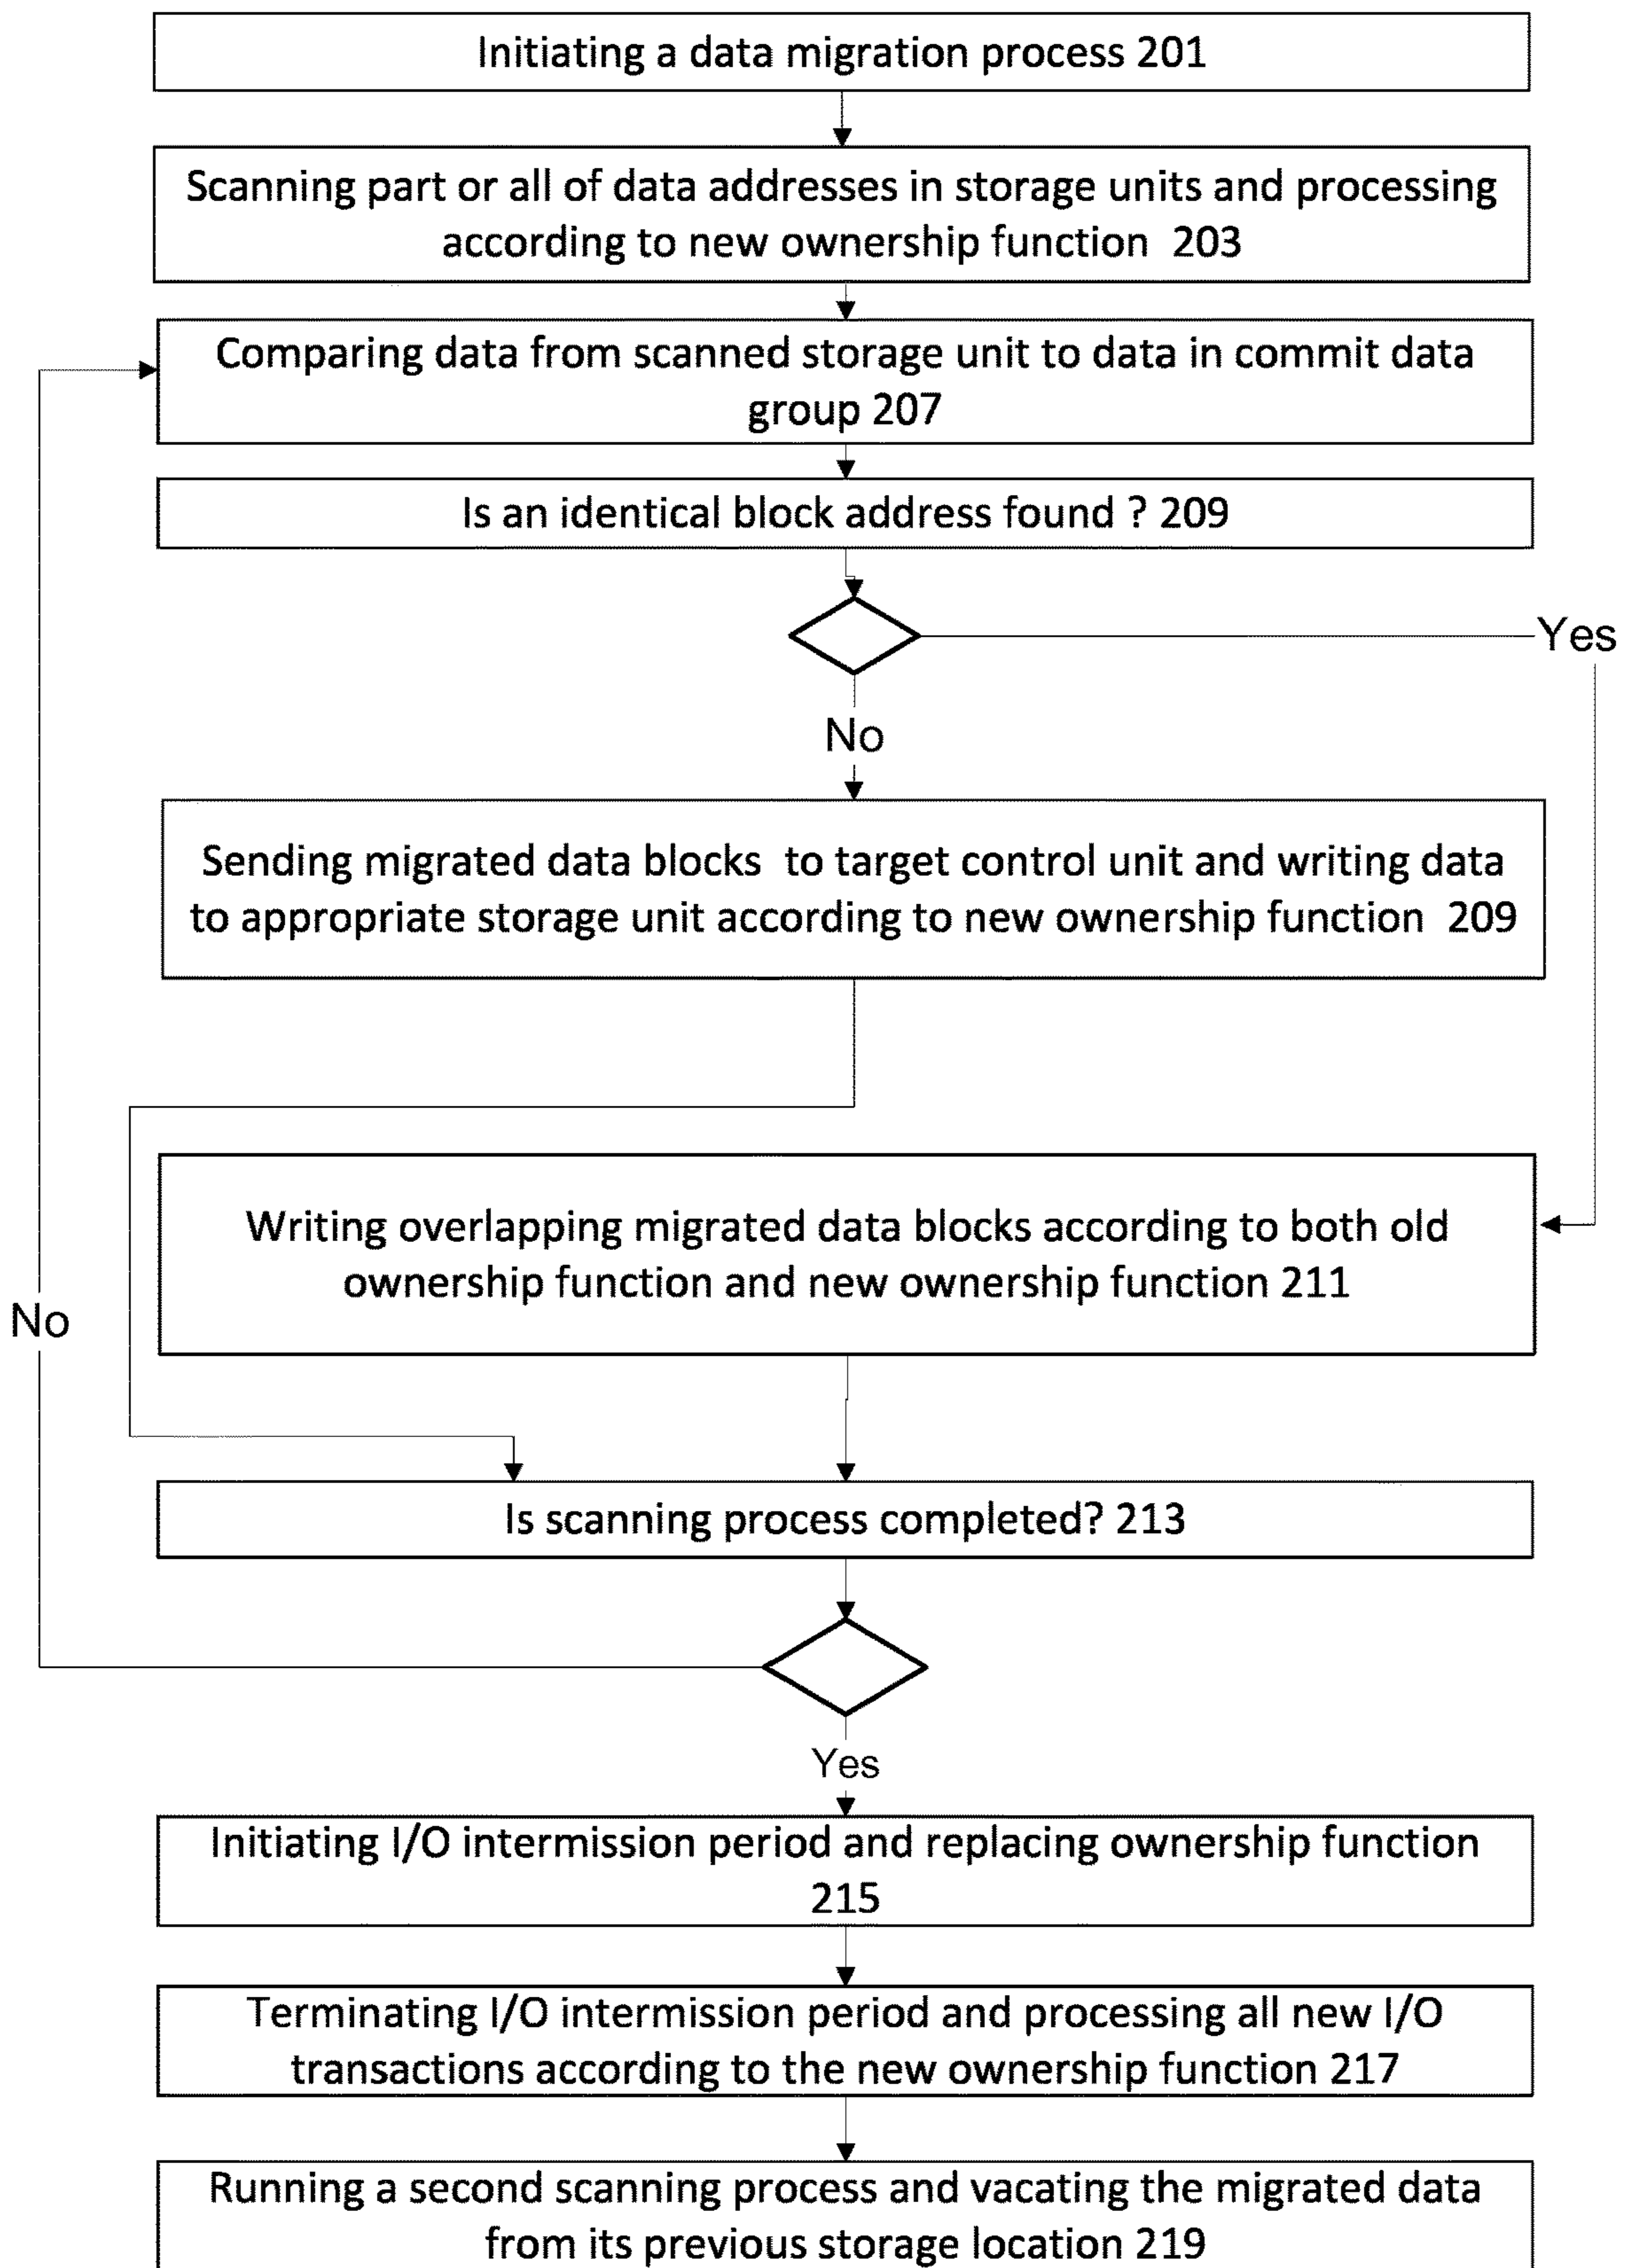 Initiating a data migration process 201
Scanning part or all of data addresses in storage units and processing
according to new ownership function 203
Comparing data from scanned storage unit to data in commit data
group 207
Is an identical block address found ? 209
Yes
No
Sending migrated data blocks to target control unit and writing data
to appropriate storage unit according to new ownership function 209
Writing overlapping migrated data blocks according to both old
ownership function and new ownership function 211
No
Is scanning process completed? 213
Yes
Initiating I/O intermission period and replacing ownership function
215
Terminating I/O intermission period and processing all new I/O
transactions according to the new ownership function 217
Running a second scanning process and vacating the migrated data
from its previous storage location 219